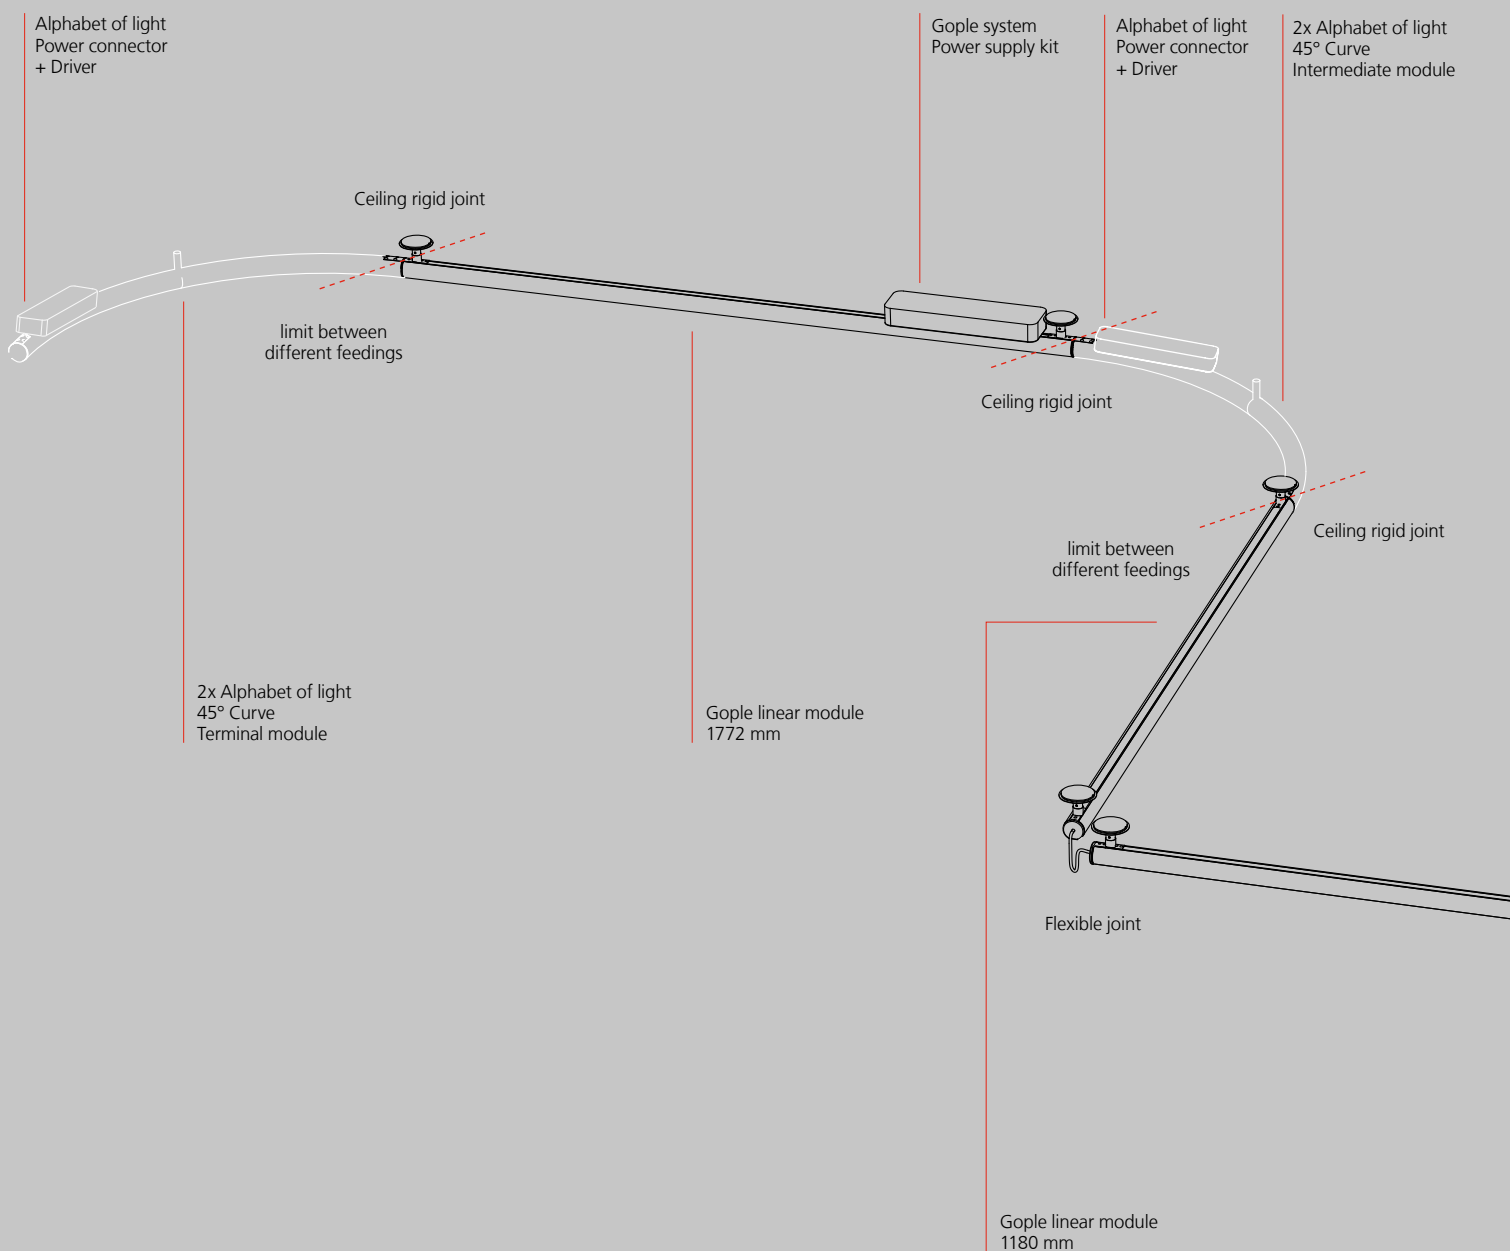 Alphabet of light
Power connector
+ Driver
Gople system
Power supply kit
Alphabet of light
Power connector
+ Driver
2x Alphabet of light
45° Curve
Intermediate module
Ceiling rigid joint
limit between
different feedings
Ceiling rigid joint
Ceiling rigid joint
limit between
different feedings
2x Alphabet of light
45° Curve
Terminal module
Gople linear module
1772 mm
Flexible joint
Gople linear module
1180 mm